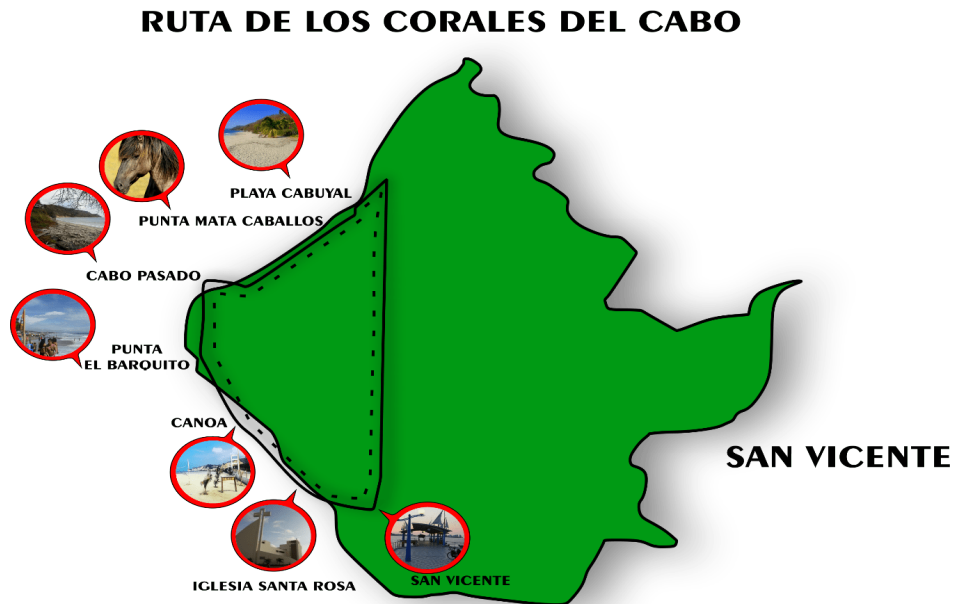 RUTA DE LOS CORALES DEL CABO
PLAYA CABUYAL
PUNTA MATA CABALLOS
CABO PASADO
PUNTA
EL BARQUITO
CANOA
SAN VICENTE
IGLESIA SANTA ROSA
SAN VICENTE